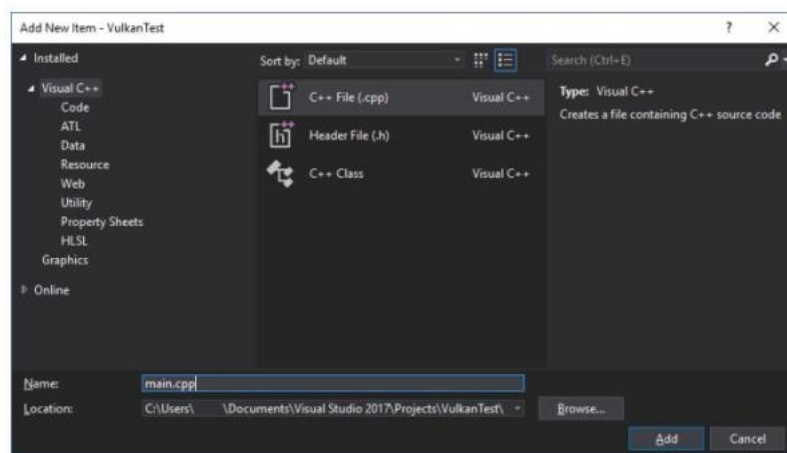 Add New Item - VulkanTest
? ×
Installed
Sort by: Default
Search (Ctrl+E)
Visual C++
Code
ATL
Data
Resource
Web
Utility
Property Sheets
HLSL
Graphics
Online
C++ File (.cpp) Visual C++
Header File (.h) Visual C++
C++ Class Visual C++
Type: Visual C++
Creates a file containing C++ source code
Name: main.cpp
Location: C:\Users\ \Documents\Visual Studio 2017\Projects\VulkanTest\
Browse...
Add Cancel